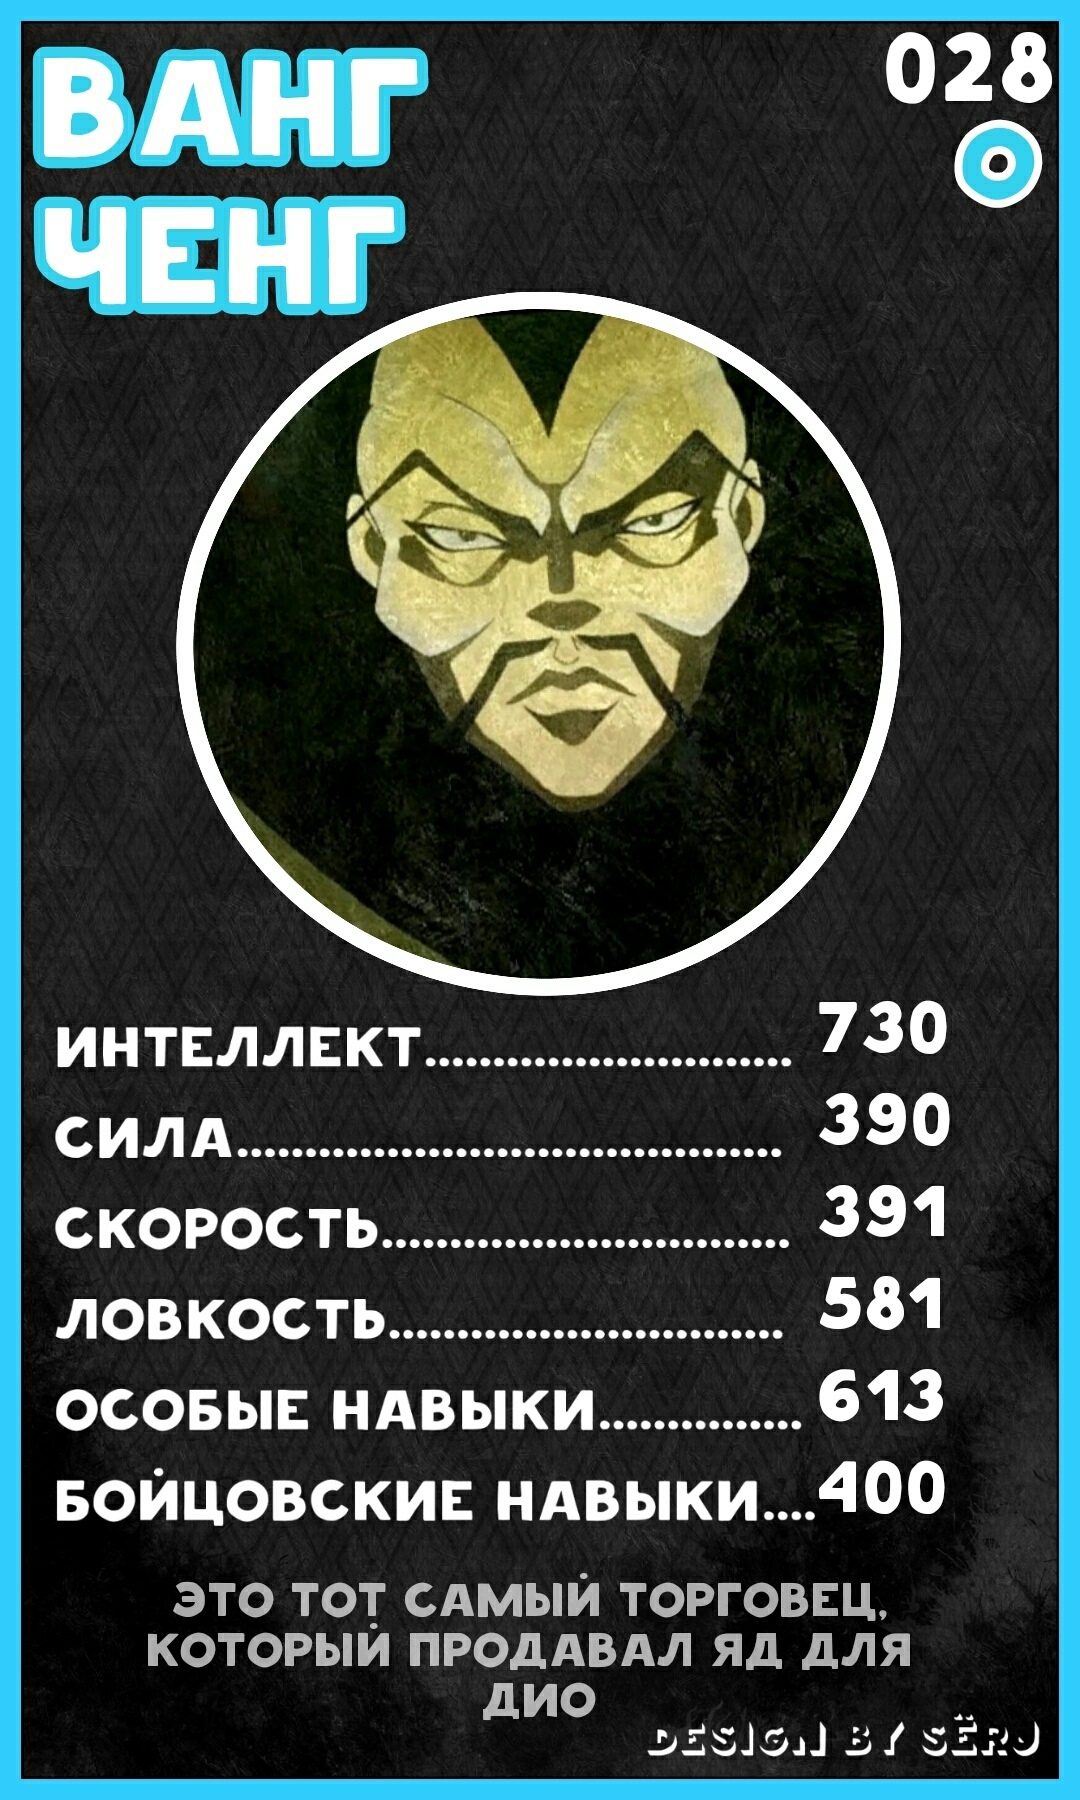 ВАНГ
ЧЕНГ
028
O
ИНТЕЛЛЕКТ........................... 730
СИЛА........................................ 390
СКОРОСТЬ.............................. 391
ЛОВКОСТЬ............................. 581
ОСОБЫЕ НАВЫКИ............... 613
БОЙЦОВСКИЕ НАВЫКИ....400
ЭТО ТОТ САМЫЙ ТОРГОВЕЦ,
КОТОРЫЙ ПРОДАВАЛ ЯД ДЛЯ
ДИО
DESIGN BY SЁRJ